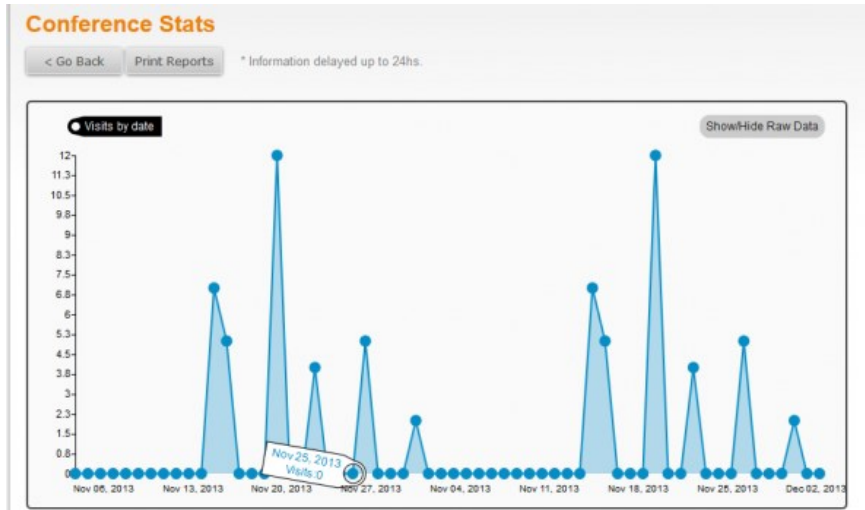 Conference Stats
< Go Back
Print Reports
* Information delayed up to 24hs.
Visits by date
Show/Hide Raw Data
12
11.3
10.5
9.8
9
8.3
7.5
6.8
6
5.3
4.5
3.8
3
2.3
1.5
0.8
0
Nov 25, 2013
Visits:0
Nov 06, 2013
Nov 13, 2013
Nov 20, 2013
Nov 27, 2013
Nov 04, 2013
Nov 11, 2013
Nov 18, 2013
Nov 25, 2013
Dec 02, 2013